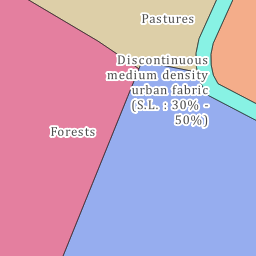 Pastures
Discontinuous
medium density
urban fabric
(S.L. : 30% -
50%)
Forests